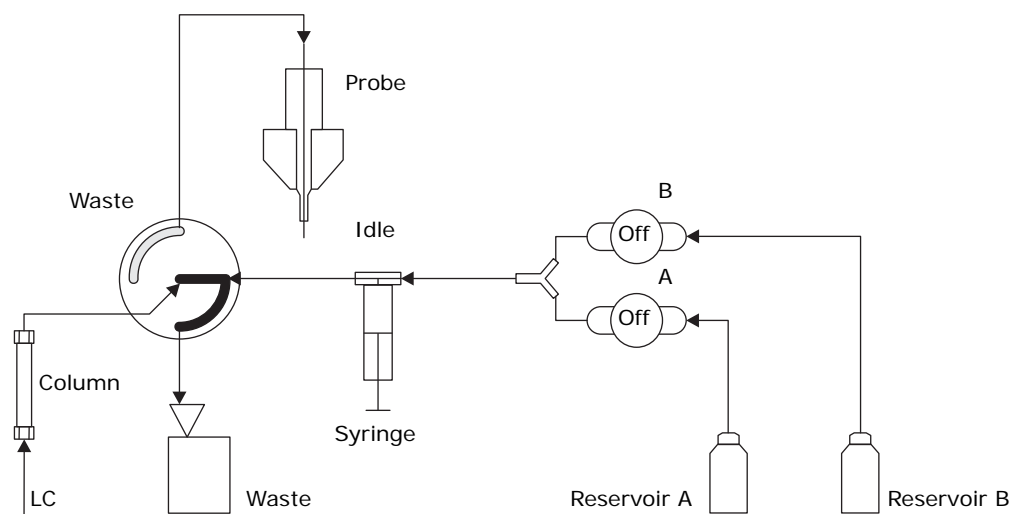 Probe
Waste
Idle
B
Off
A
Off
Column
Syringe
LC
Waste
Reservoir A
Reservoir B